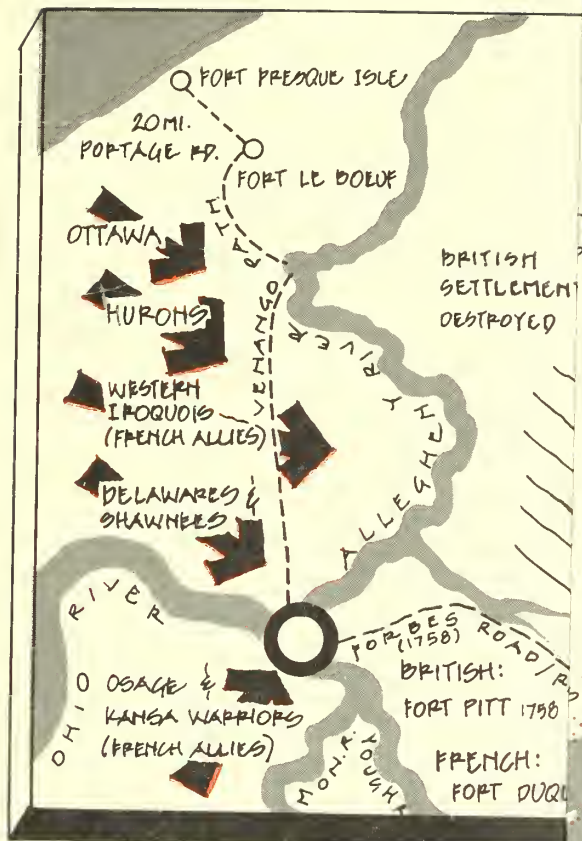 FORT PRESQUE ISLE
20 MI.
PORTAGE RD.
FORT LE BOEUF
VENANGO PATH
OTTAWA
HURONS
WESTERN
IROQUOIS
(FRENCH ALLIES)
DELAWARES &
SHAWNEES
ALLEGHENY RIVER
BRITISH
SETTLEMENT
DESTROYED
OHIO RIVER
OSAGE &
KANSA WARRIORS
(FRENCH ALLIES)
FORBES ROAD/
(1758)
BRITISH:
FORT PITT 1758
FRENCH:
FORT
MON. R.